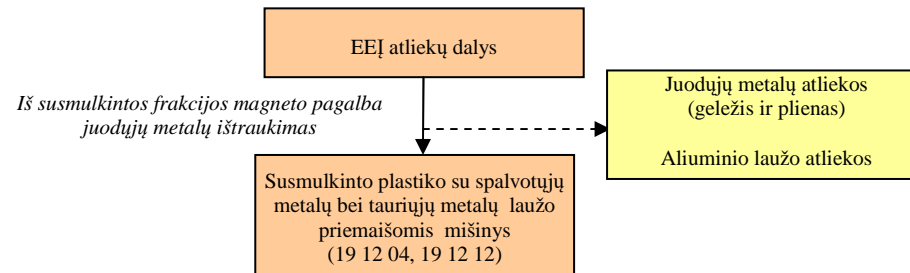 EEĮ atliekų dalys
Iš susmulkintos frakcijos magneto pagalba
juodųjų metalų ištraukimas
Juodųjų metalų atliekos
(geležis ir plienas)
Aliuminio laužo atliekos
Susmulkinto plastiko su spalvotųjų
metalų bei tauriųjų metalų laužo
priemaišomis mišinys
(19 12 04, 19 12 12)